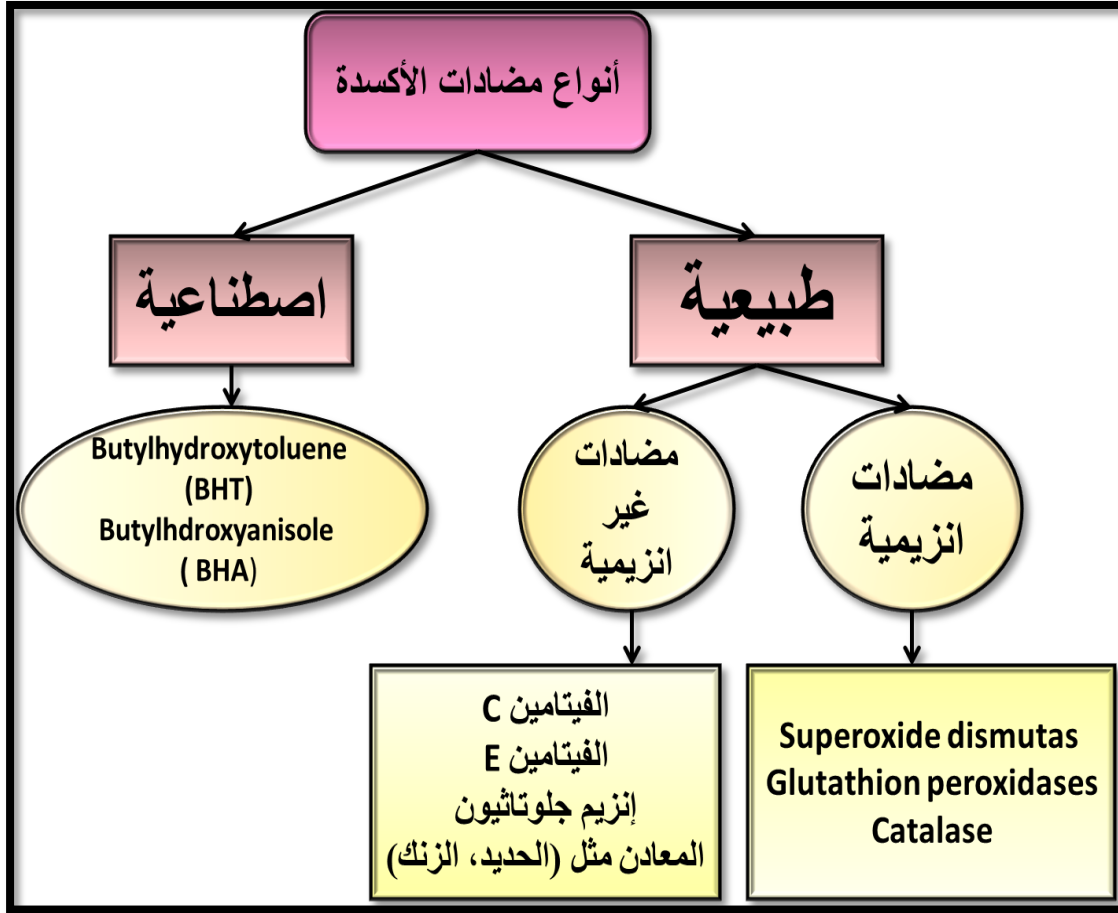 أنواع مضادات الأكسدة
طبيعية
اصطناعية
مضادات
انزيمية
مضادات
غير
انزيمية
Butylhydroxytoluene
(BHT)
Butylhdroxyanisole
( BHA)
Superoxide dismutas
Glutathion peroxidases
Catalase
الفيتامين C
الفيتامين E
إنزيم جلوتاثيون
المعادن مثل (الحديد، الزنك)